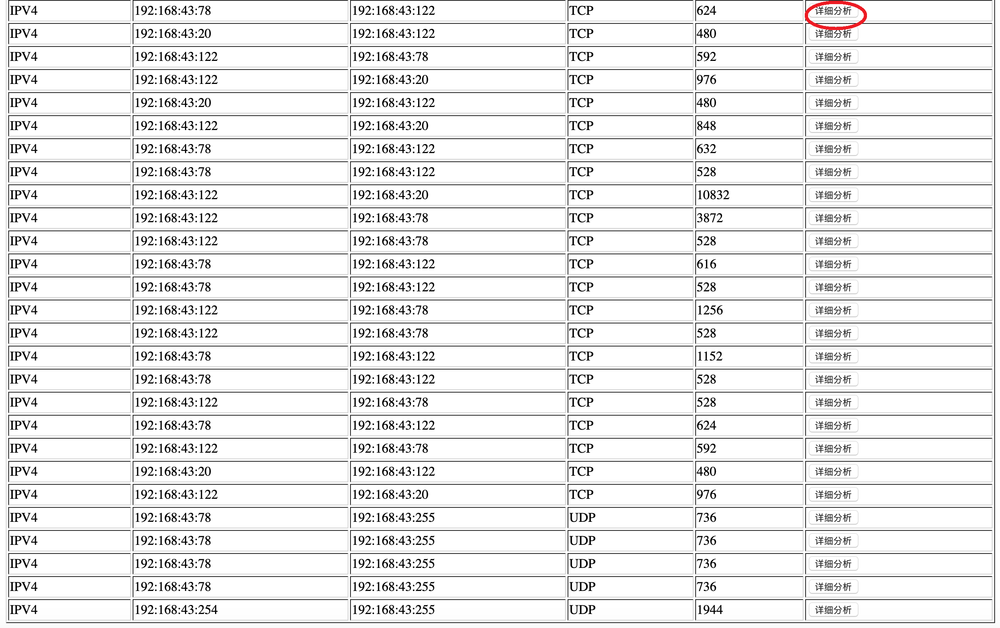 IPV4 192:168:43:78 192:168:43:122 TCP 624 详细分析
IPV4 192:168:43:20 192:168:43:122 TCP 480 详细分析
IPV4 192:168:43:122 192:168:43:78 TCP 592 详细分析
IPV4 192:168:43:122 192:168:43:20 TCP 976 详细分析
IPV4 192:168:43:20 192:168:43:122 TCP 480 详细分析
IPV4 192:168:43:122 192:168:43:20 TCP 848 详细分析
IPV4 192:168:43:78 192:168:43:122 TCP 632 详细分析
IPV4 192:168:43:78 192:168:43:122 TCP 528 详细分析
IPV4 192:168:43:122 192:168:43:20 TCP 10832 详细分析
IPV4 192:168:43:122 192:168:43:78 TCP 3872 详细分析
IPV4 192:168:43:122 192:168:43:78 TCP 528 详细分析
IPV4 192:168:43:78 192:168:43:122 TCP 616 详细分析
IPV4 192:168:43:78 192:168:43:122 TCP 528 详细分析
IPV4 192:168:43:122 192:168:43:78 TCP 1256 详细分析
IPV4 192:168:43:122 192:168:43:78 TCP 528 详细分析
IPV4 192:168:43:78 192:168:43:122 TCP 1152 详细分析
IPV4 192:168:43:78 192:168:43:122 TCP 528 详细分析
IPV4 192:168:43:122 192:168:43:78 TCP 528 详细分析
IPV4 192:168:43:78 192:168:43:122 TCP 624 详细分析
IPV4 192:168:43:122 192:168:43:78 TCP 592 详细分析
IPV4 192:168:43:20 192:168:43:122 TCP 480 详细分析
IPV4 192:168:43:122 192:168:43:20 TCP 976 详细分析
IPV4 192:168:43:78 192:168:43:255 UDP 736 详细分析
IPV4 192:168:43:78 192:168:43:255 UDP 736 详细分析
IPV4 192:168:43:78 192:168:43:255 UDP 736 详细分析
IPV4 192:168:43:78 192:168:43:255 UDP 736 详细分析
IPV4 192:168:43:254 192:168:43:255 UDP 1944 详细分析